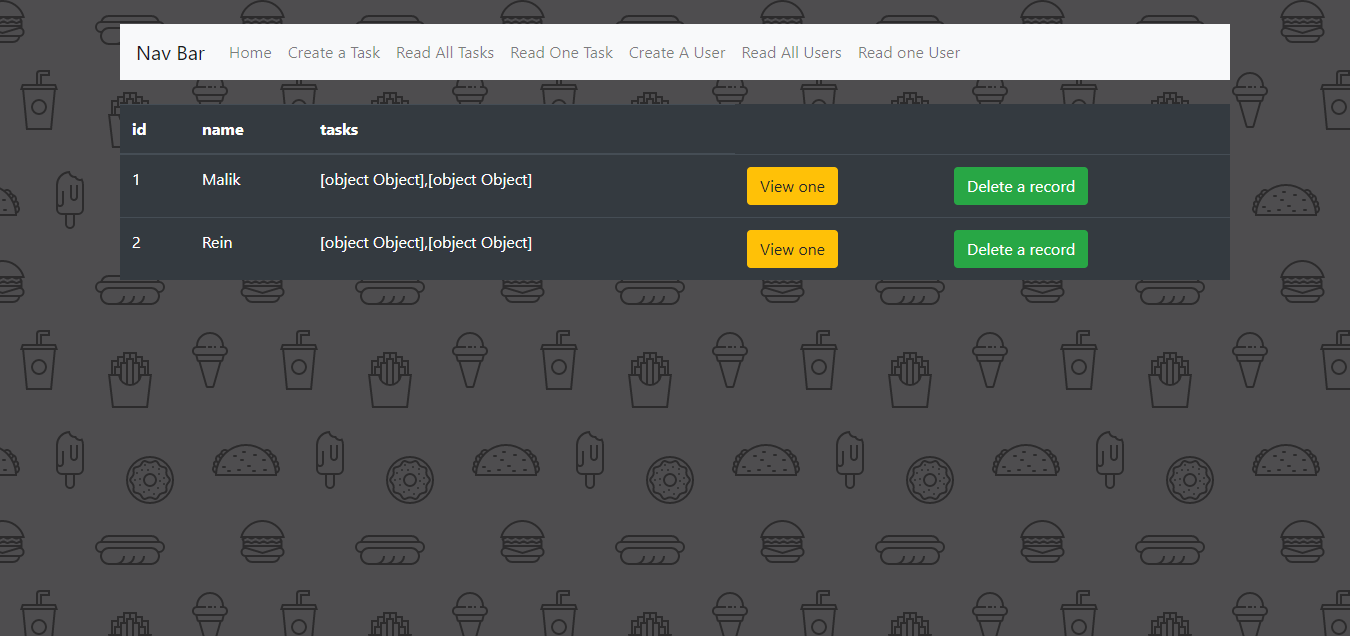 Nav Bar Home Create a Task Read All Tasks Read One Task Create A User Read All Users Read one User
id name tasks
1 Malik [object Object],[object Object] View one Delete a record
2 Rein [object Object],[object Object] View one Delete a record